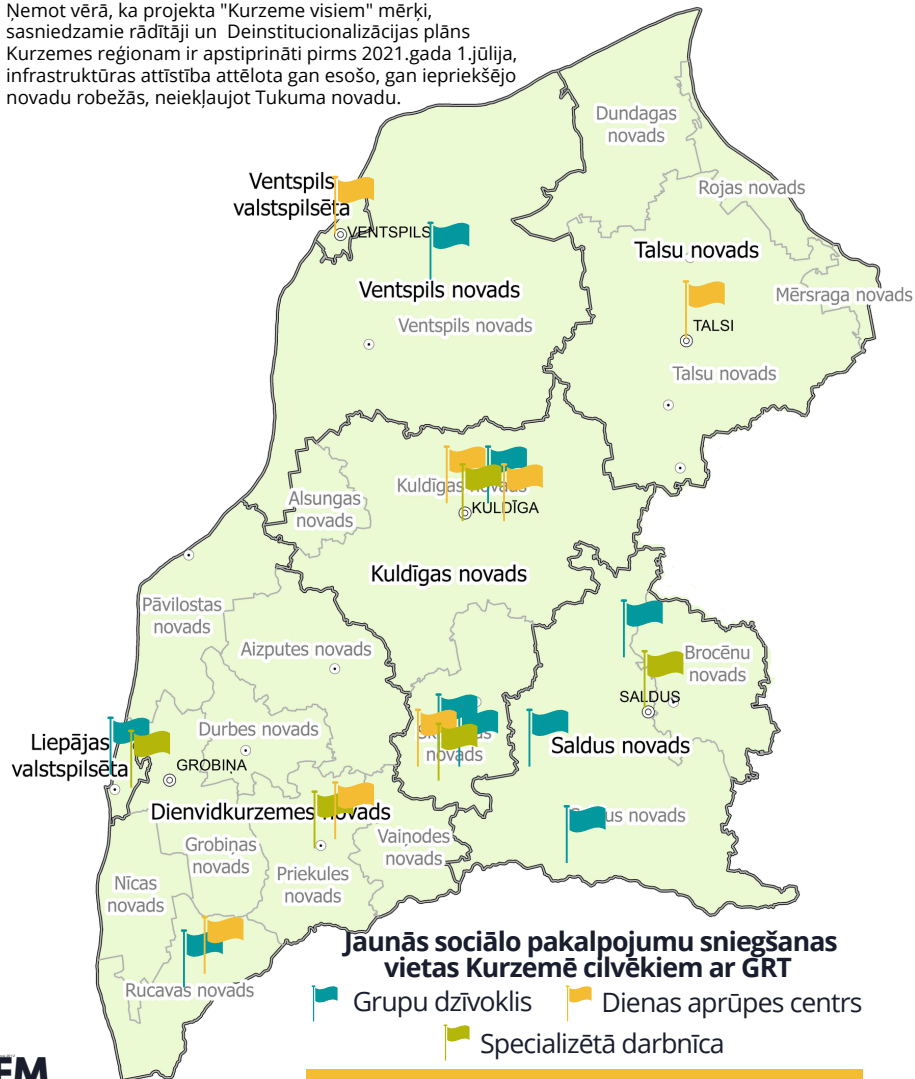 Ņemot vērā, ka projekta "Kurzeme visiem" mērķi,
sasniedzamie rādītāji un Deinstitucionalizācijas plāns
Kurzemes reģionam ir apstiprināti pirms 2021.gada 1.jūlija,
infrastruktūras attīstība attēlota gan esošo, gan iepriekšējo
novadu robežās, neiekļaujot Tukuma novadu.
Dundagas
novads
Rojas novads
Ventspils
valstspilsēta
VENTSPILS
Talsu novads
Ventspils novads
Mērsraga novads
Ventspils novads
TALSI
Talsu novads
Kuldīgas novads
Alsungas
novads
KULDĪGA
Kuldīgas novads
Pāvilostas
novads
Aizputes novads
Brocēnu
novads
SALDUS
Durbes novads
novads
Liepājas
valstspilsēta
GROBIŅA
Saldus novads
Dienvidkurzemes novads
us novads
Grobiņas
novads
Vaiņodes
novads
Priekules
novads
Nīcas
novads
Rucavas novads
Jaunās sociālo pakalpojumu sniegšanas
vietas Kurzemē cilvēkiem ar GRT
Grupu dzīvoklis
Dienas aprūpes centrs
Specializētā darbnīca